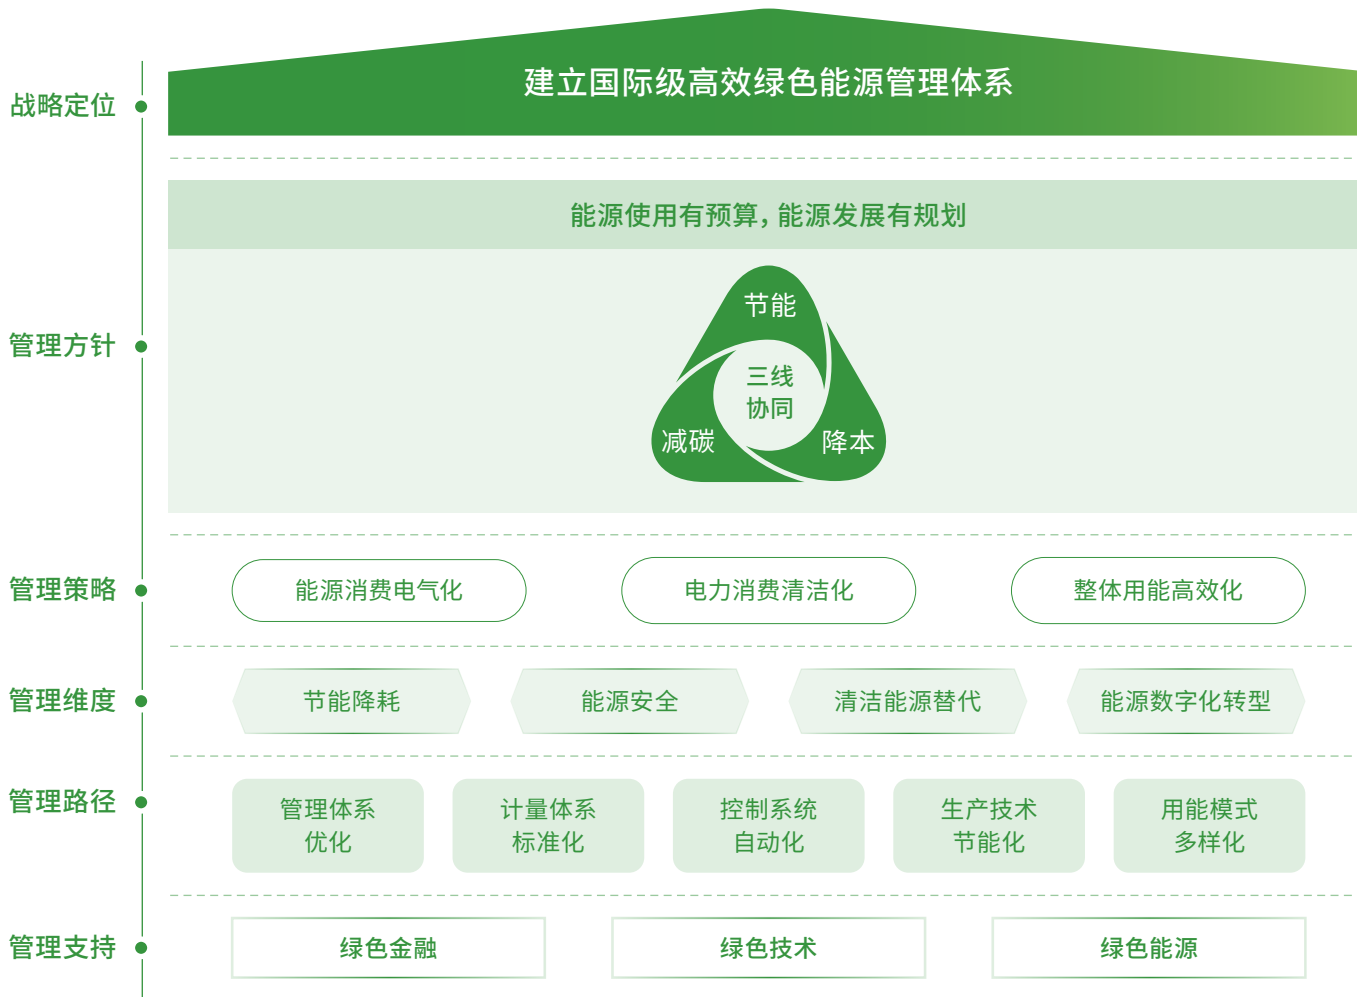 战略定位
建立国际级高效绿色能源管理体系
能源使用有预算，能源发展有规划
管理方针
节能
三线
协同
减碳
降本
管理策略
能源消费电气化
电力消费清洁化
整体用能高效化
管理维度
节能降耗
能源安全
清洁能源替代
能源数字化转型
管理路径
管理体系
优化
计量体系
标准化
控制系统
自动化
生产技术
节能化
用能模式
多样化
管理支持
绿色金融
绿色技术
绿色能源